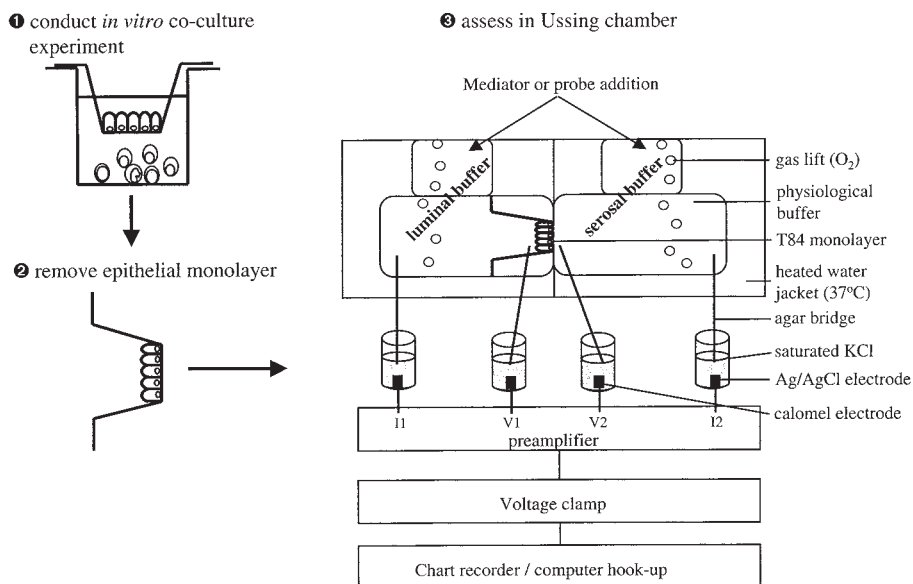 ❶ conduct in vitro co-culture
experiment
❷ remove epithelial monolayer
❸ assess in Ussing chamber
Mediator or probe addition
luminal buffer
serosal buffer
gas lift (O₂)
physiological
buffer
T84 monolayer
heated water
jacket (37°C)
agar bridge
saturated KCl
Ag/AgCl electrode
calomel electrode
I1
V1
V2
I2
preamplifier
Voltage clamp
Chart recorder / computer hook-up